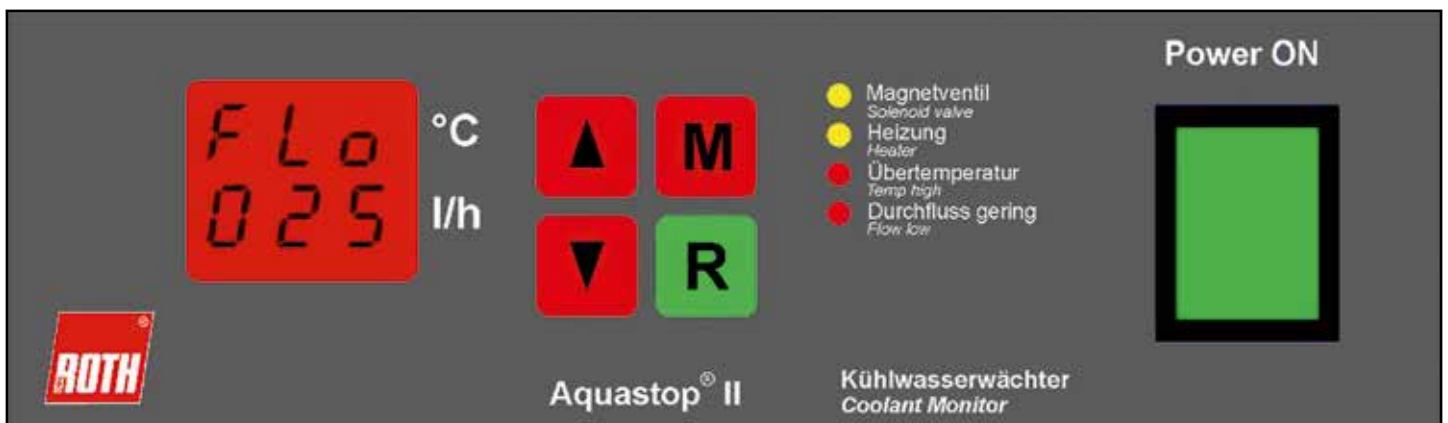 Power ON
FLo
°C
025
l/h
▲
M
▼
R
Magnetventil
Solenoid valve
Heizung
Heater
Übertemperatur
Temp high
Durchfluss gering
Flow low
ROTH®
Aquastop® II
Kühlwasserwächter
Coolant Monitor